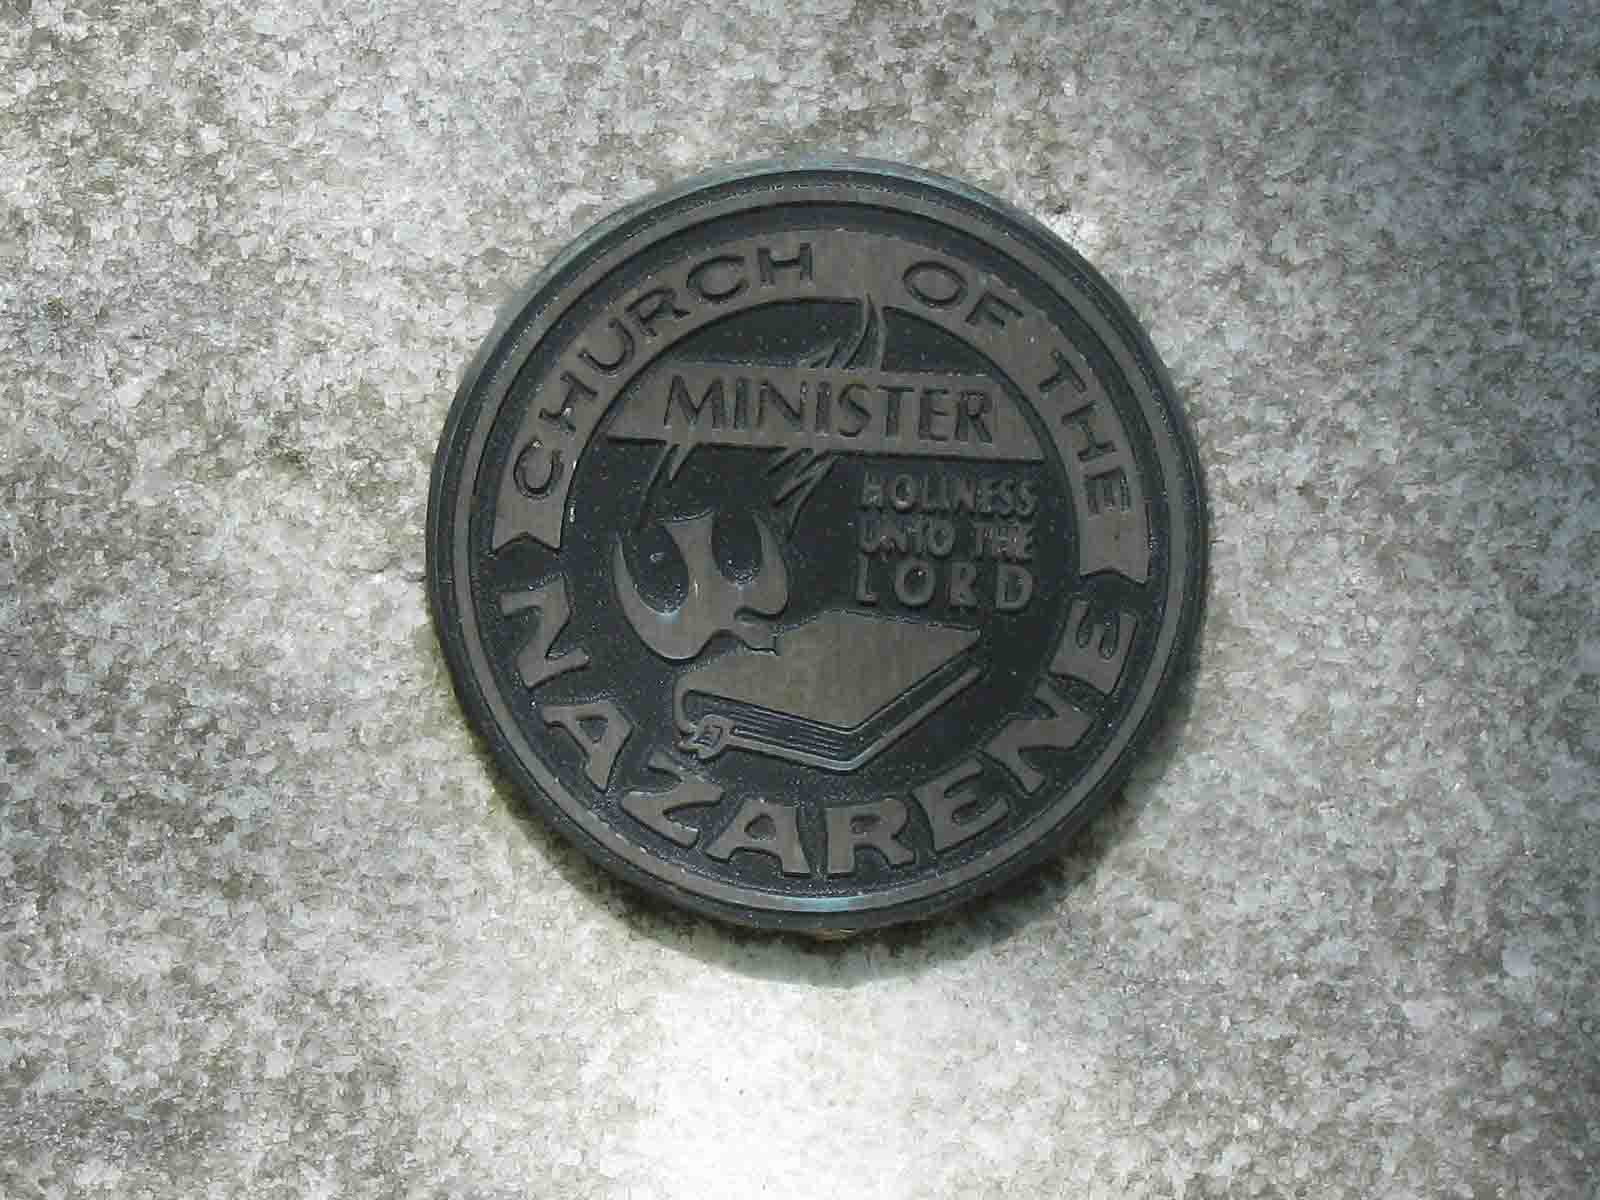 CHURCH OF THE
MINISTER
HOLINESS
UNTO THE
LORD
NAZARENE